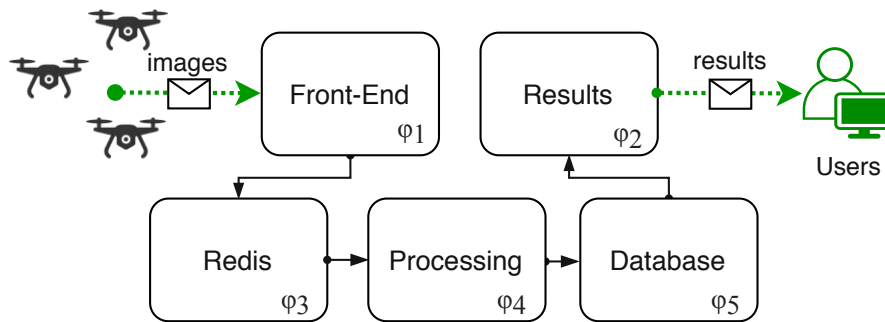 images
Front-End
φ1
Results
φ2
results
Users
Redis
φ3
Processing
φ4
Database
φ5